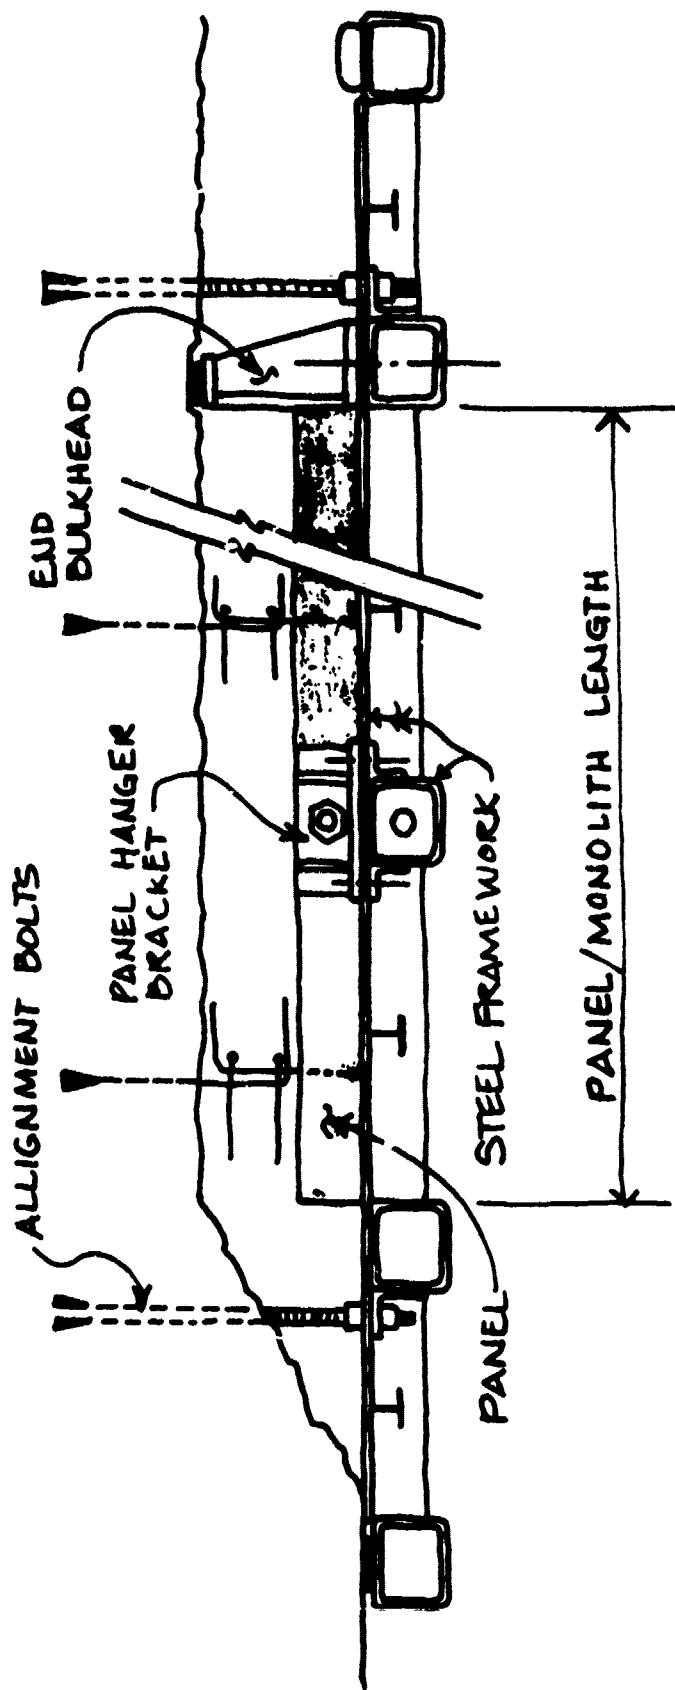 ALLIGNMENT BOLTS
PANEL HANGER
BRACKET
END
BULKHEAD
PANEL
STEEL FRAMEWORK
PANEL/MONOLITH LENGTH